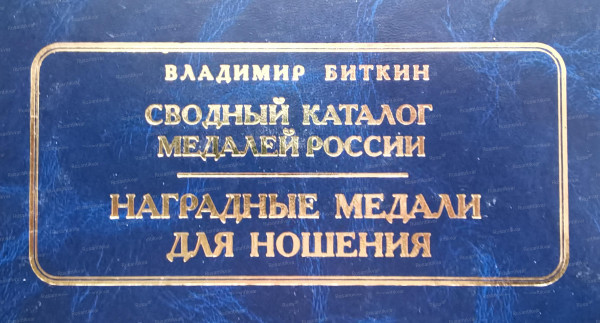 ВЛАДИМИР БИТКИН
СВОДНЫЙ КАТАЛОГ
МЕДАЛЕЙ РОССИИ
НАГРАДНЫЕ МЕДАЛИ
ДЛЯ НОШЕНИЯ